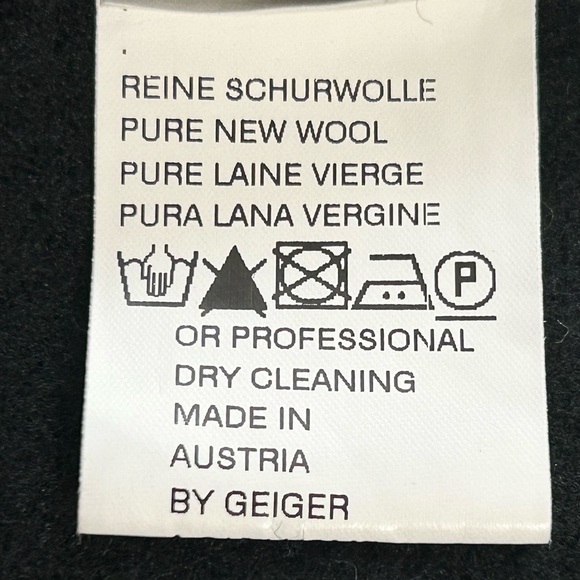 REINE SCHURWOLLE
PURE NEW WOOL
PURE LAINE VIERGE
PURA LANA VERGINE
P
OR PROFESSIONAL
DRY CLEANING
MADE IN
AUSTRIA
BY GEIGER